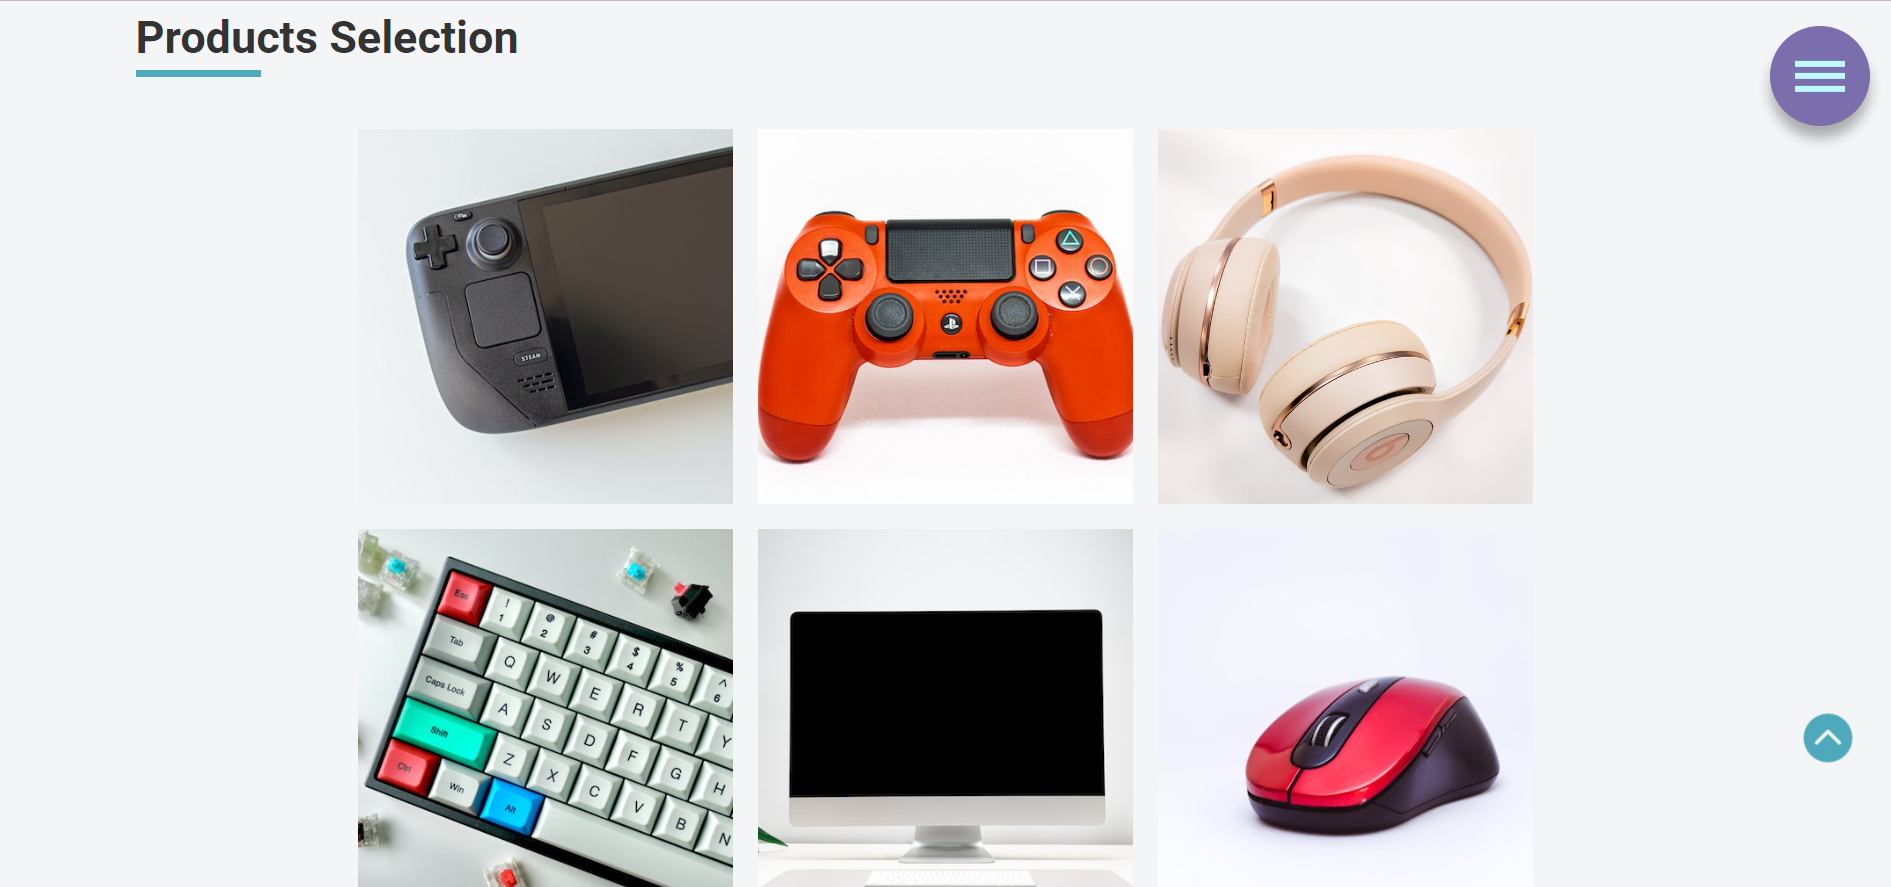 Products Selection
STEAM
Esc
!
1
@
2
#
3
$
4
%
5
^
6
Tab
Q
W
E
R
T
Y
Caps Lock
A
S
D
F
G
H
Shift
Z
X
C
V
B
N
Ctrl
Win
Alt